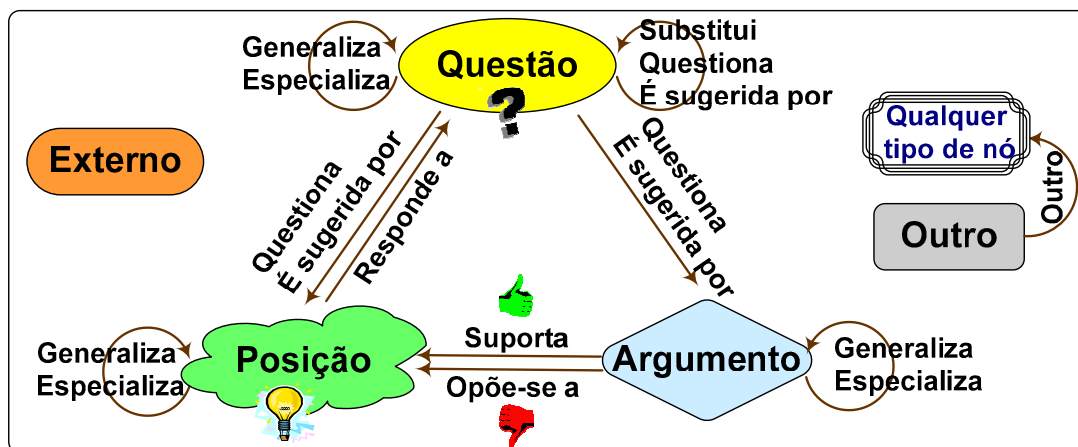 Generaliza
Especializa
Questão
?
Substitui
Questiona
É sugerida por
Externo
Questiona
É sugerida por
Responde a
Questiona
É sugerida por
Qualquer
tipo de nó
Outro
Outro
Generaliza
Especializa
Posição
Suporta
Opõe-se a
Argumento
Generaliza
Especializa